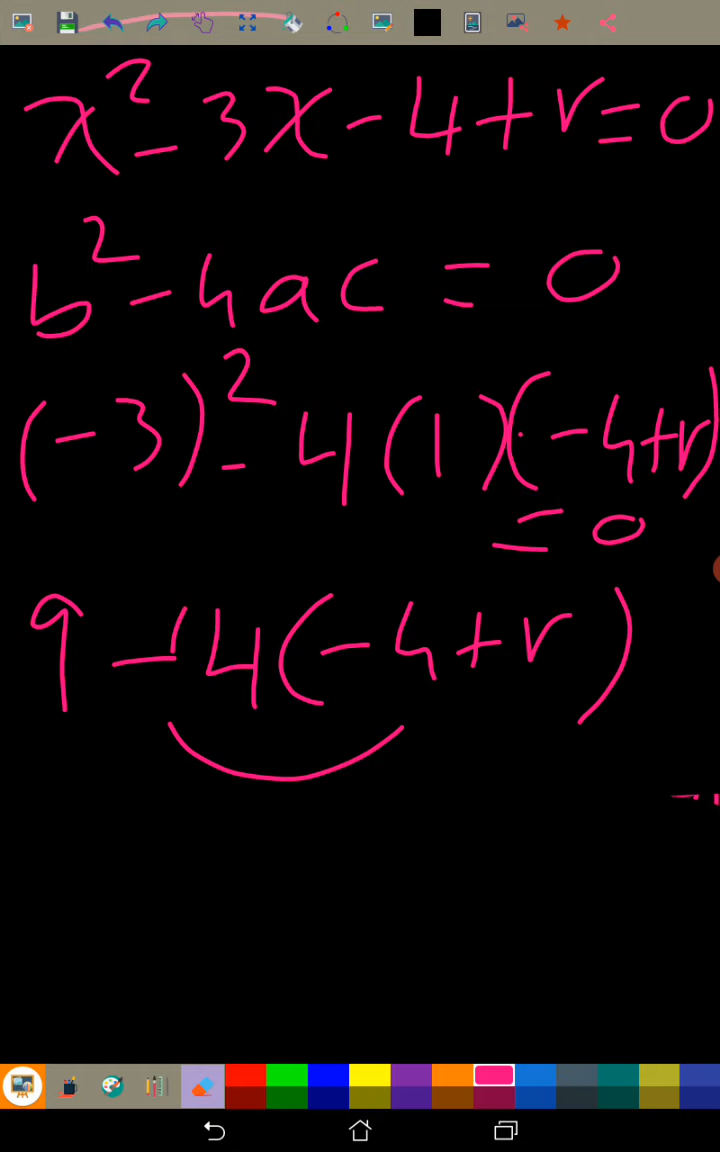 x² - 3x - 4 + r = 0
b² - 4ac = 0
(-3)² - 4(1)(-4+r)
= 0
9 - 4(-4+r)